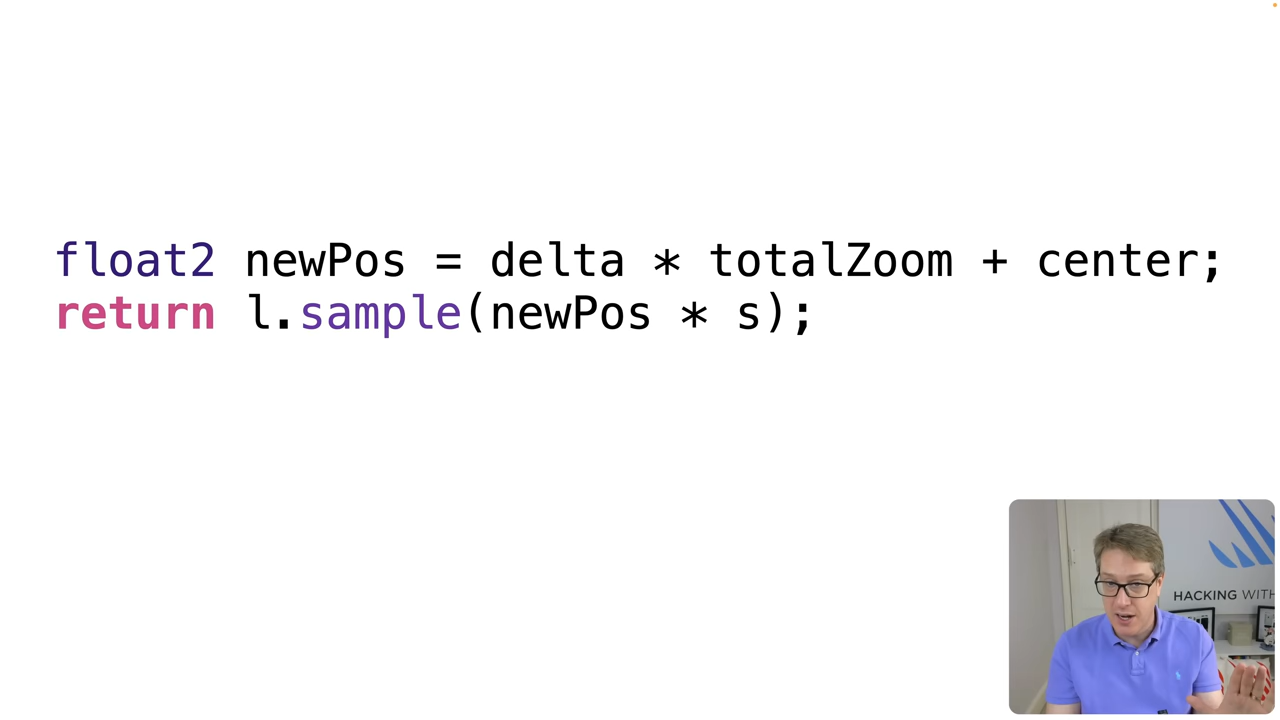 float2 newPos = delta * totalZoom + center;
return l.sample(newPos * s);
HACKING WITH